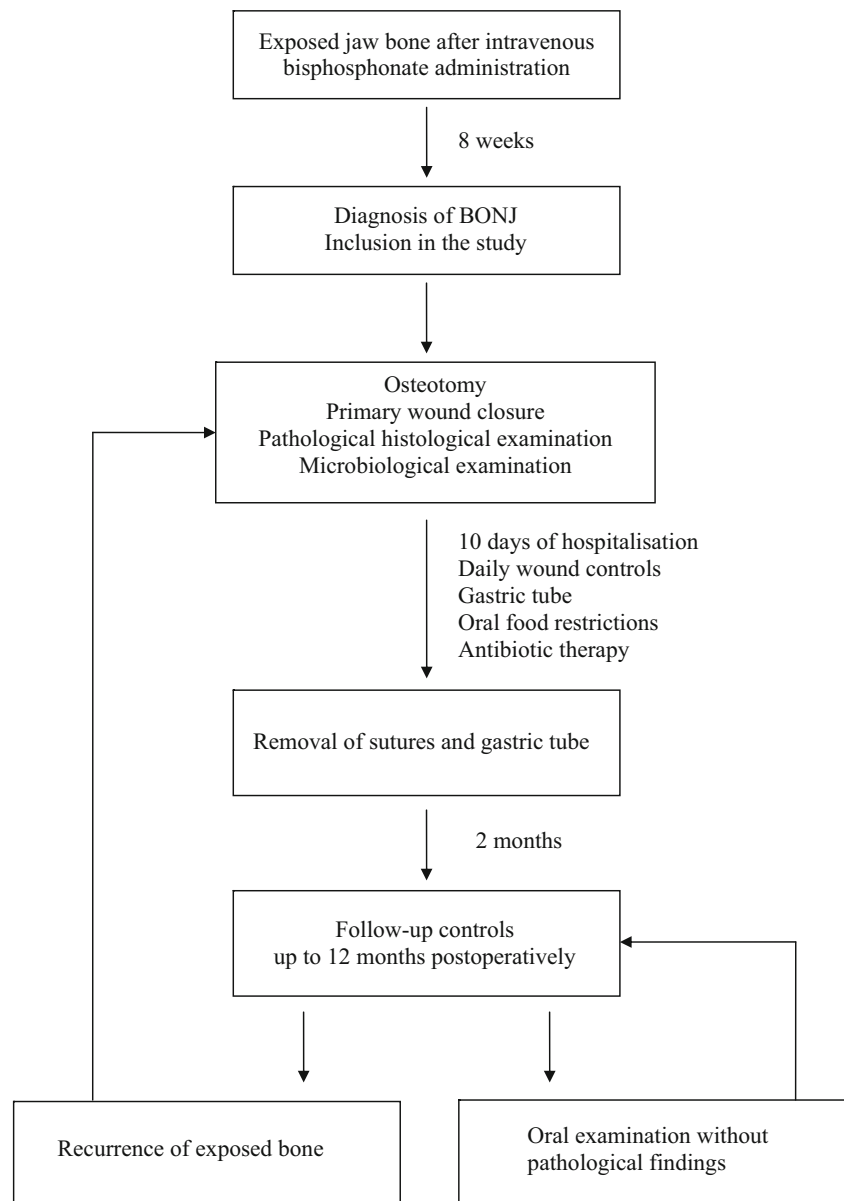 Exposed jaw bone after intravenous
bisphosphonate administration
8 weeks
Diagnosis of BONJ
Inclusion in the study
Osteotomy
Primary wound closure
Pathological histological examination
Microbiological examination
10 days of hospitalisation
Daily wound controls
Gastric tube
Oral food restrictions
Antibiotic therapy
Removal of sutures and gastric tube
2 months
Follow-up controls
up to 12 months postoperatively
Recurrence of exposed bone
Oral examination without
pathological findings